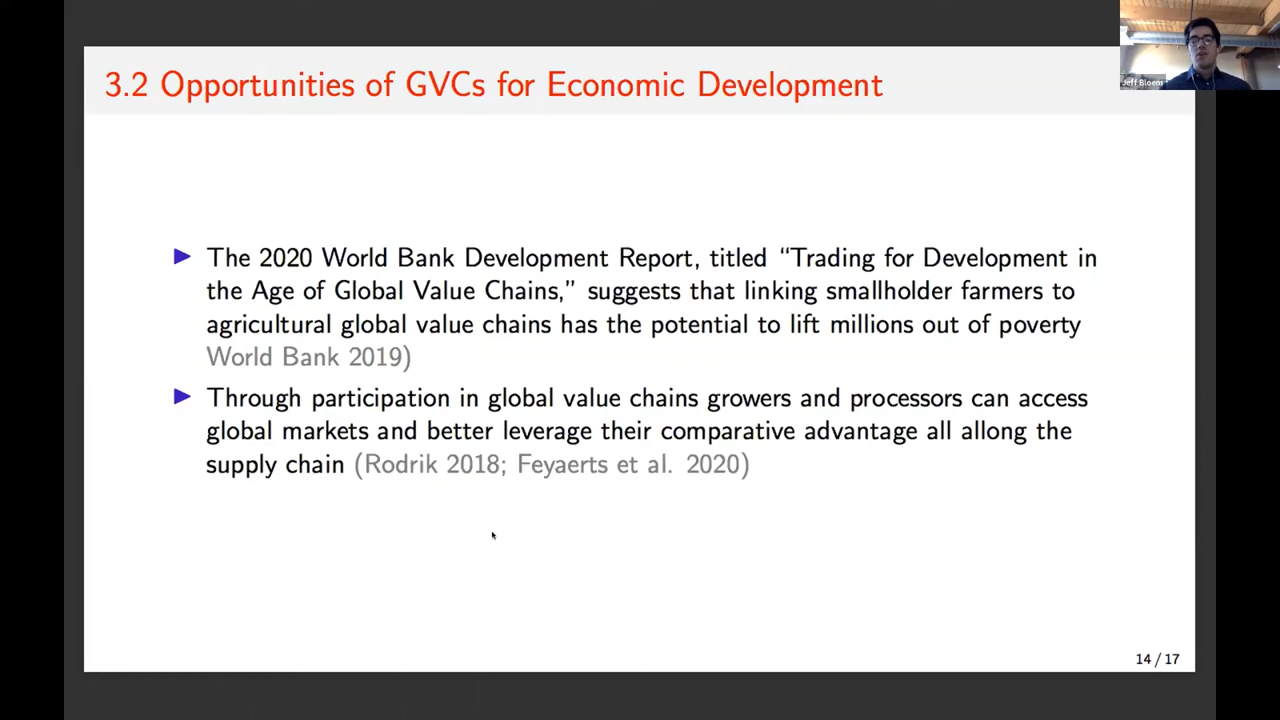 3.2 Opportunities of GVCs for Economic Development
Jeff Bloem
▶ The 2020 World Bank Development Report, titled “Trading for Development in
the Age of Global Value Chains,” suggests that linking smallholder farmers to
agricultural global value chains has the potential to lift millions out of poverty
World Bank 2019)
▶ Through participation in global value chains growers and processors can access
global markets and better leverage their comparative advantage all allong the
supply chain (Rodrik 2018; Feyaerts et al. 2020)
14 / 17